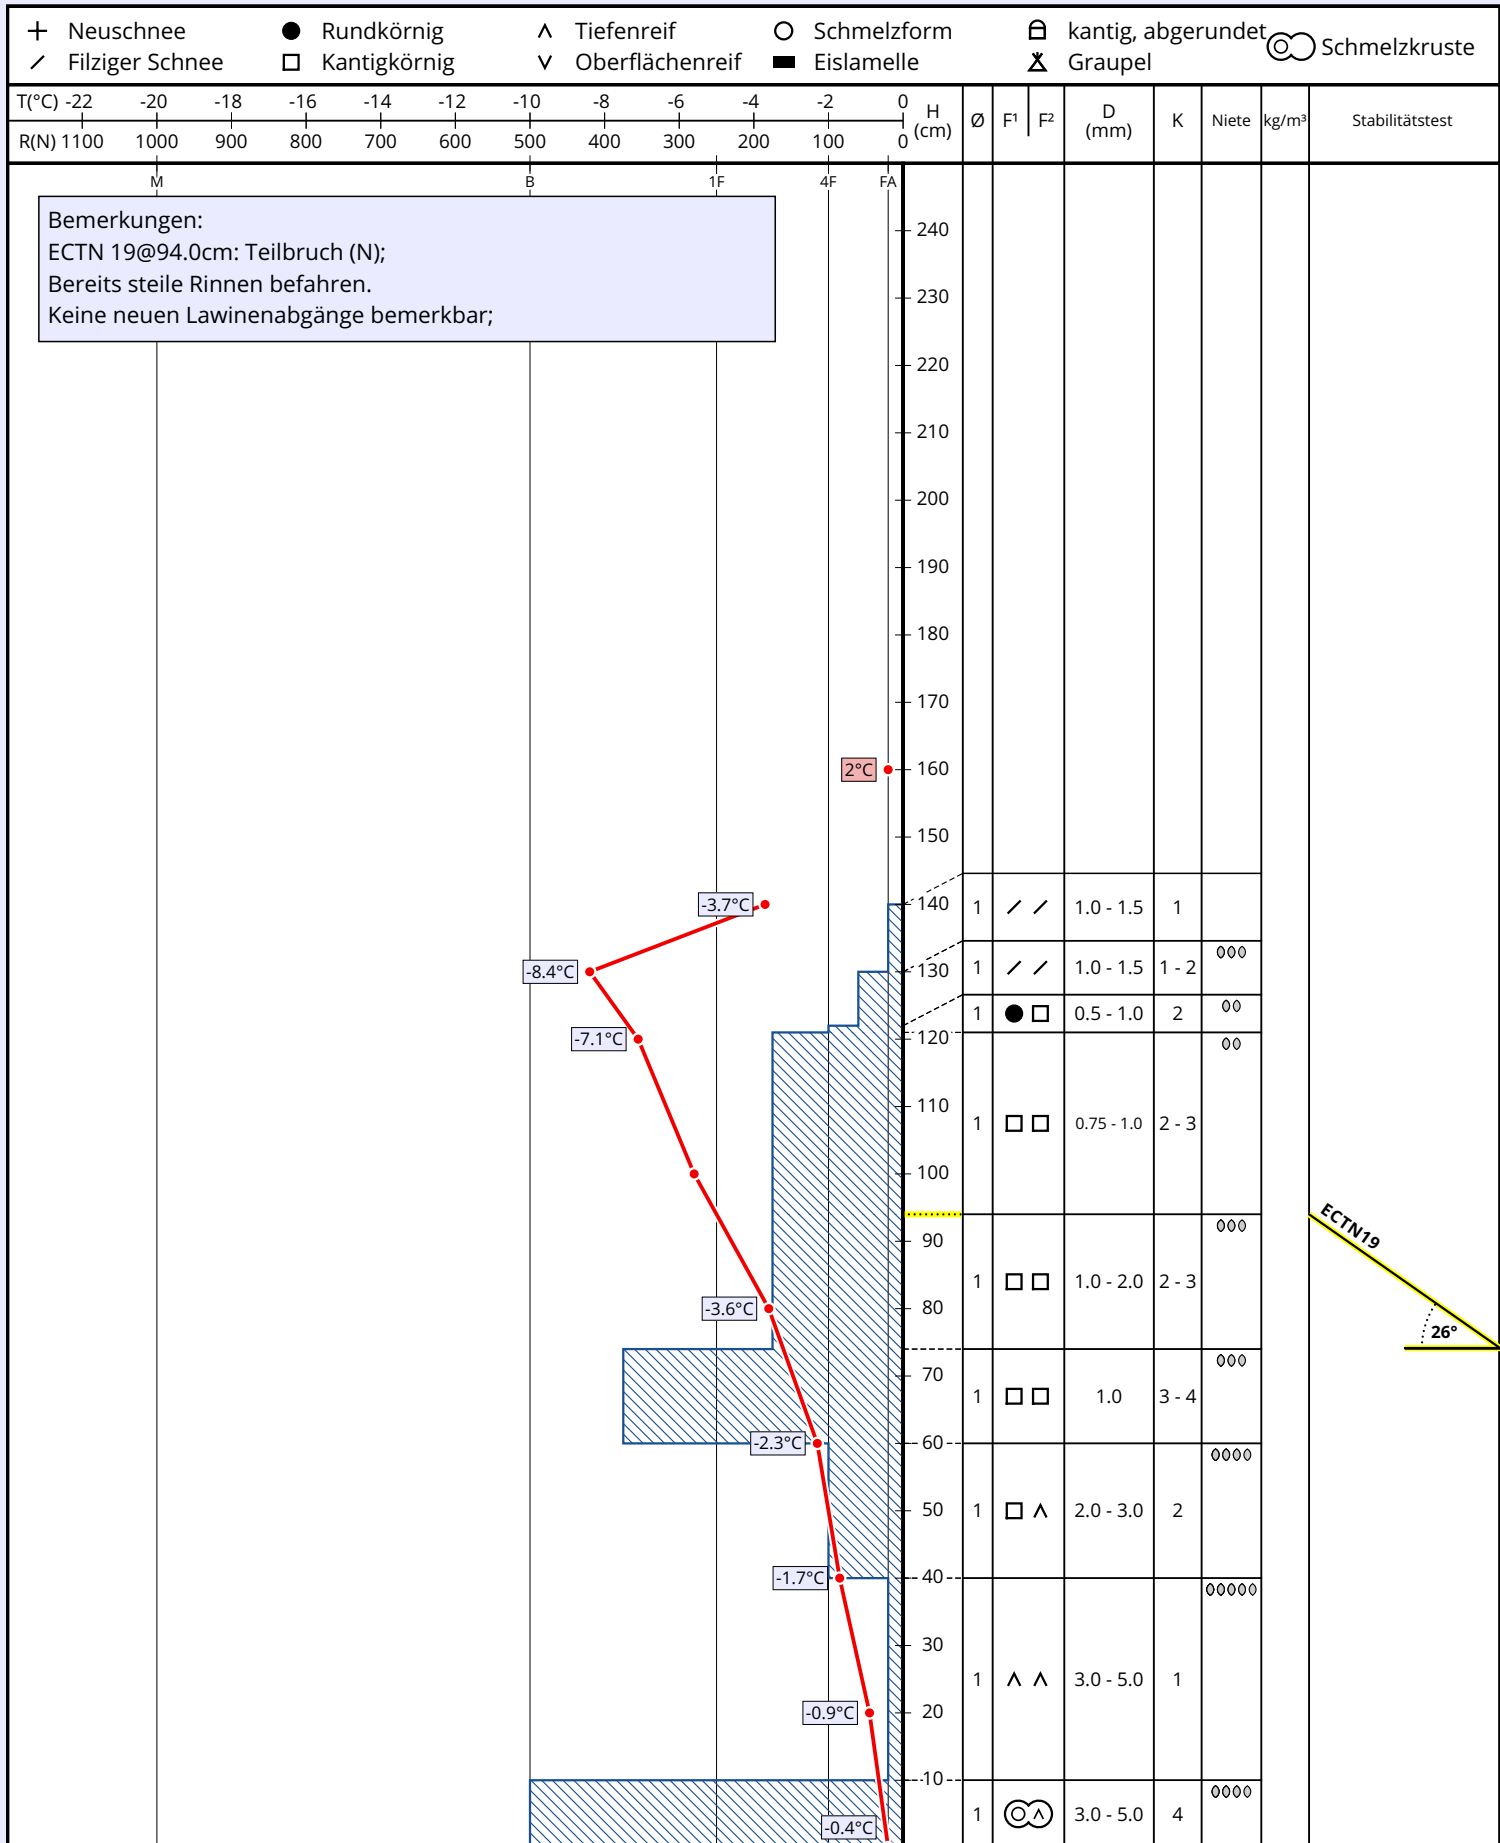 Neuschnee Rundkörnig Tiefenreif Schmelzform kantig, abgerundet Schmelzkruste
Filziger Schnee Kantigkörnig Oberflächenreif Eislamelle Graupel
T(°C) -22 -20 -18 -16 -14 -12 -10 -8 -6 -4 -2 0
R(N) 1100 1000 900 800 700 600 500 400 300 200 100 0
H (cm) Ø F¹ F² D (mm) K Niete kg/m³ Stabilitätstest
M B 1F 4F FA
Bemerkungen:
ECTN 19@94.0cm: Teilbruch (N);
Bereits steile Rinnen befahren.
Keine neuen Lawinenabgänge bemerkbar;
240
230
220
210
200
190
180
170
2°C 160
150
-3.7°C 140 1 1.0 - 1.5 1
-8.4°C 130 1 1.0 - 1.5 1 - 2
1 0.5 - 1.0 2
-7.1°C 120
110 1 0.75 - 1.0 2 - 3
100
ECTN19
90
1 1.0 - 2.0 2 - 3
-3.6°C 80
26°
70 1 1.0 3 - 4
-2.3°C 60
50 1 2.0 - 3.0 2
-1.7°C 40
30 1 3.0 - 5.0 1
-0.9°C 20
10
-0.4°C 1 3.0 - 5.0 4